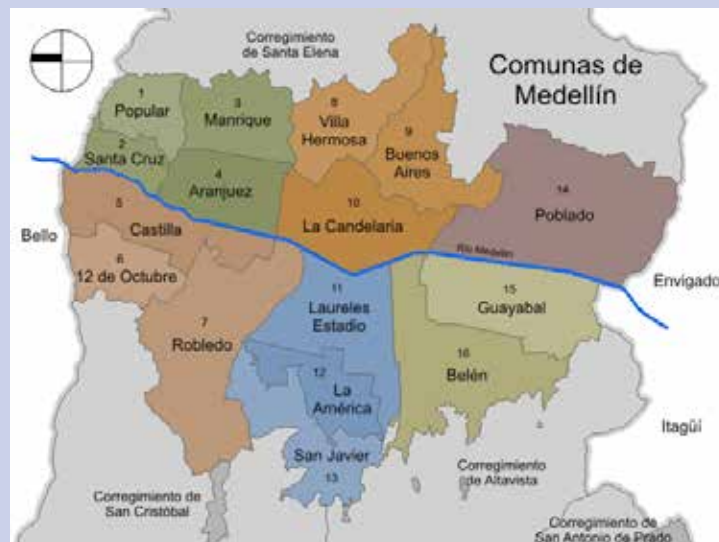 Corregimiento
de Santa Elena
Comunas de
Medellín
1
Popular
3
Manrique
8
Villa
Hermosa
9
Buenos
Aires
2
Santa Cruz
4
Aranjuez
14
Poblado
5
Castilla
10
La Candelaria
Bello
Río Medellín
6
12 de Octubre
11
Laureles
Estadio
15
Guayabal
Envigado
7
Robledo
16
Belén
12
La
América
Itagüí
San Javier
13
Corregimiento
de Altavista
Corregimiento de
San Cristóbal
Corregimiento de
San Antonio de Prado